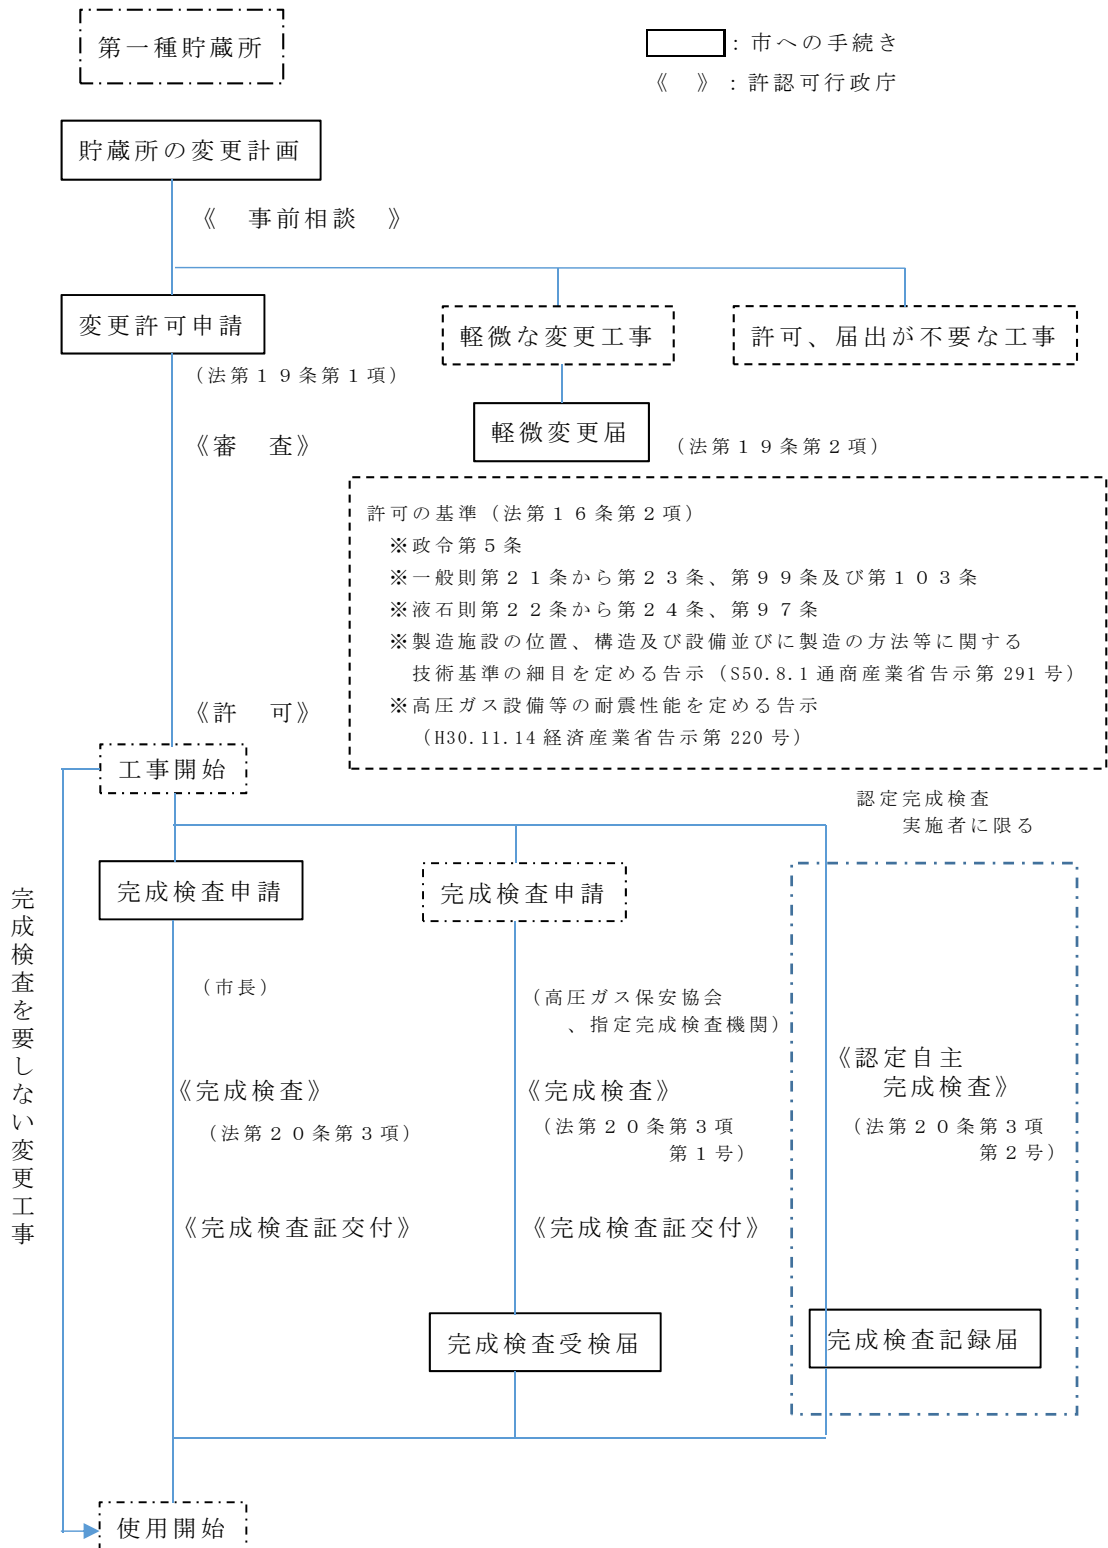 第一種貯蔵所
：市への手続き
《　》：許認可行政庁
貯蔵所の変更計画
《　事前相談　》
変更許可申請
軽微な変更工事
許可、届出が不要な工事
（法第１９条第１項）
軽微変更届
（法第１９条第２項）
《審　査》
許可の基準（法第１６条第２項）
※政令第５条
※一般則第２１条から第２３条、第９９条及び第１０３条
※液石則第２２条から第２４条、第９７条
※製造施設の位置、構造及び設備並びに製造の方法等に関する
技術基準の細目を定める告示（S50.8.1通商産業省告示第291号）
※高圧ガス設備等の耐震性能を定める告示
（H30.11.14経済産業省告示第220号）
《許　可》
工事開始
認定完成検査
実施者に限る
完成検査申請
完成検査申請
完成検査を要しない変更工事
（市長）
（高圧ガス保安協会
、指定完成検査機関）
《認定自主
完成検査》
《完成検査》
《完成検査》
（法第２０条第３項）
（法第２０条第３項
第１号）
（法第２０条第３項
第２号）
《完成検査証交付》
《完成検査証交付》
完成検査受検届
完成検査記録届
使用開始